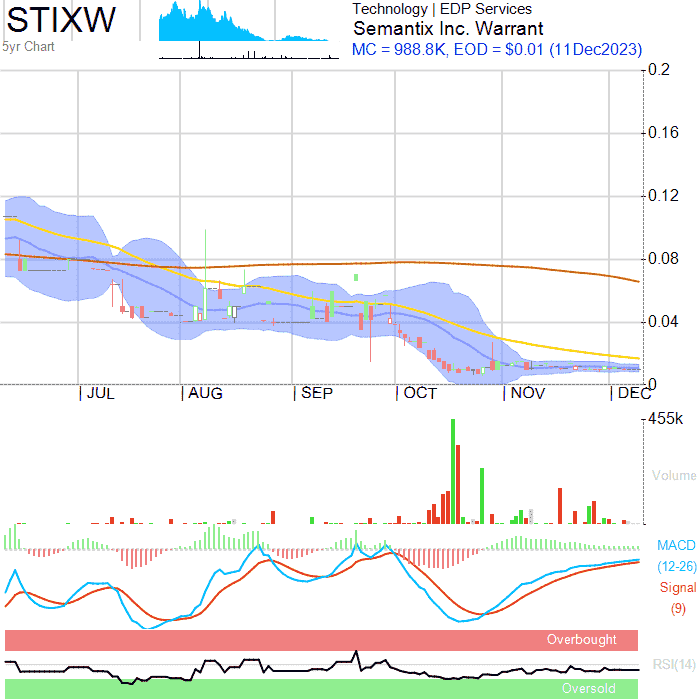 STIXW
5yr Chart
Technology | EDP Services
Semantix Inc. Warrant
MC = 988.8K, EOD = $0.01 (11Dec2023)
0.2
0.16
0.12
0.08
0.04
0
| JUL | AUG | SEP | OCT | NOV | DEC
455k
Volume
MACD
(12-26)
Signal
(9)
Overbought
RSI(14)
Oversold